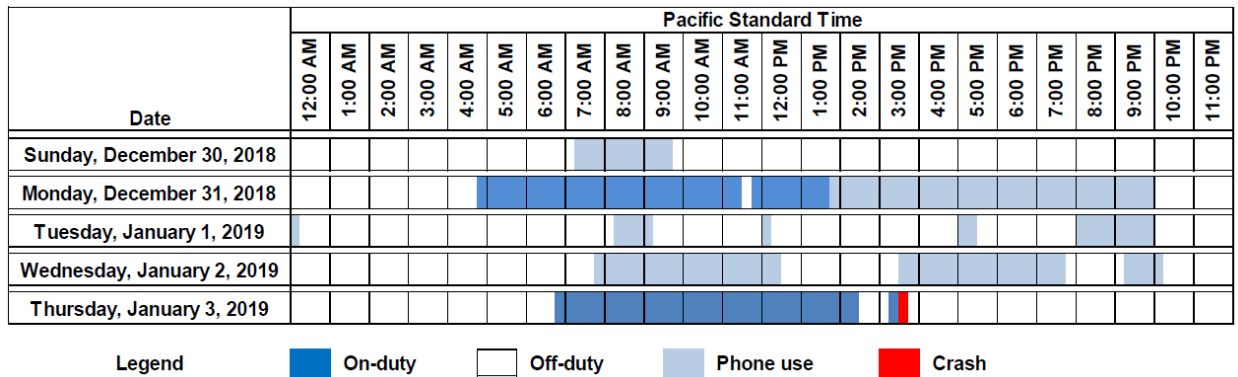 Pacific Standard Time
Date
12:00 AM
1:00 AM
2:00 AM
3:00 AM
4:00 AM
5:00 AM
6:00 AM
7:00 AM
8:00 AM
9:00 AM
10:00 AM
11:00 AM
12:00 PM
1:00 PM
2:00 PM
3:00 PM
4:00 PM
5:00 PM
6:00 PM
7:00 PM
8:00 PM
9:00 PM
10:00 PM
11:00 PM
Sunday, December 30, 2018
Monday, December 31, 2018
Tuesday, January 1, 2019
Wednesday, January 2, 2019
Thursday, January 3, 2019
Legend On-duty Off-duty Phone use Crash